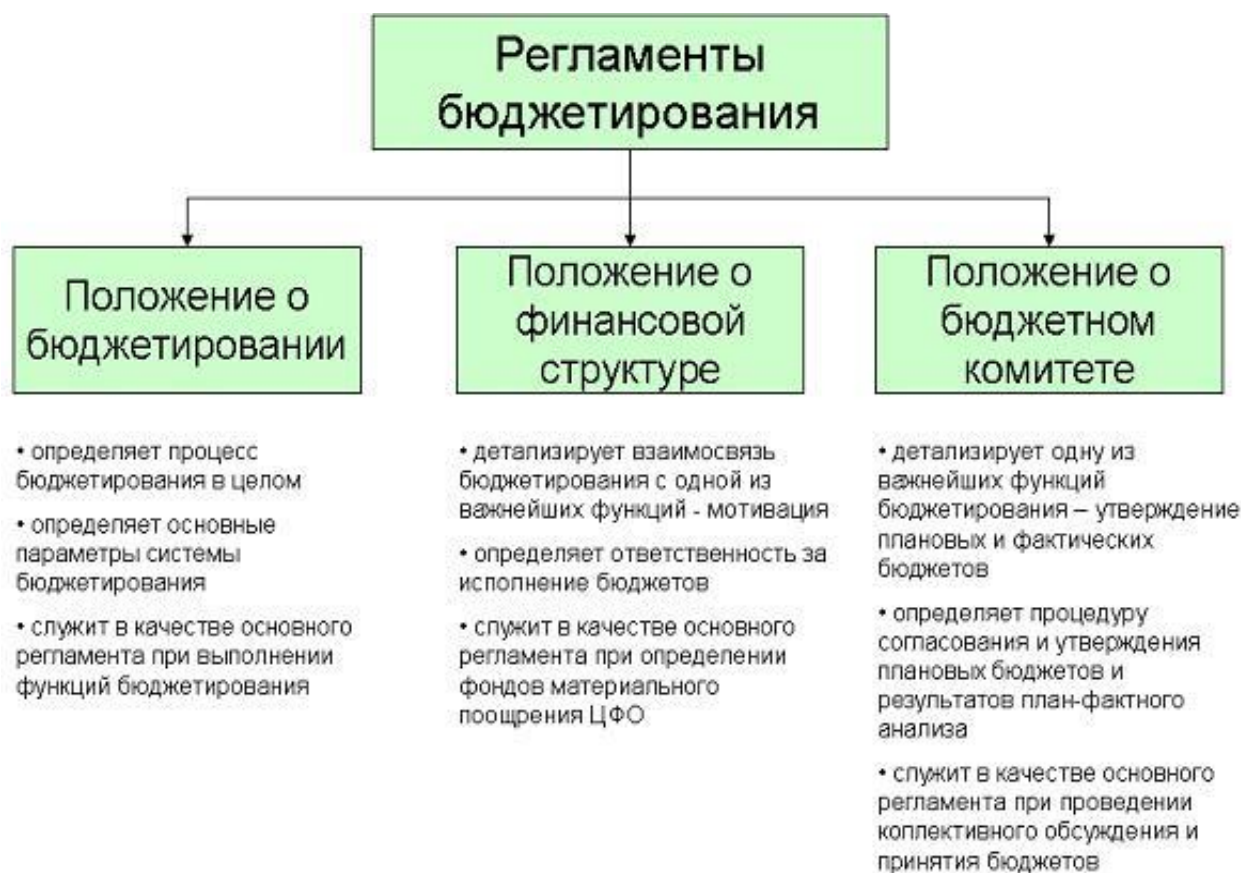 Регламенты
бюджетирования
Положение о
бюджетировании
• определяет процесс
бюджетирования в целом
• определяет основные
параметры системы
бюджетирования
• служит в качестве основного
регламента при выполнении
функций бюджетирования
Положение о
финансовой
структуре
• детализирует взаимосвязь
бюджетирования с одной из
важнейших функций - мотивация
• определяет ответственность за
исполнение бюджетов
• служит в качестве основного
регламента при определении
фондов материального
поощрения ЦФО
Положение о
бюджетном
комитете
• детализирует одну из
важнейших функций
бюджетирования – утверждение
плановых и фактических
бюджетов
• определяет процедуру
согласования и утверждения
плановых бюджетов и
результатов план-фактного
анализа
• служит в качестве основного
регламента при проведении
коллективного обсуждения и
принятия бюджетов